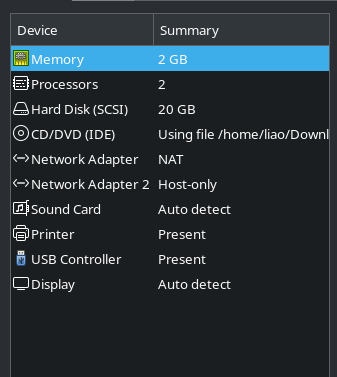 Device Summary
Memory 2 GB
Processors 2
Hard Disk (SCSI) 20 GB
CD/DVD (IDE) Using file /home/liao/Downl
Network Adapter NAT
Network Adapter 2 Host-only
Sound Card Auto detect
Printer Present
USB Controller Present
Display Auto detect